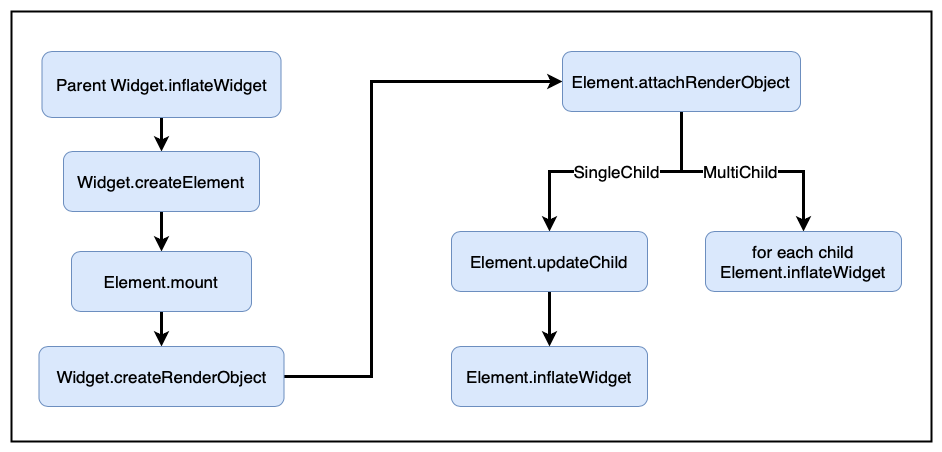 Parent Widget.inflateWidget
Widget.createElement
Element.mount
Widget.createRenderObject
Element.attachRenderObject
SingleChild
MultiChild
Element.updateChild
for each child
Element.inflateWidget
Element.inflateWidget